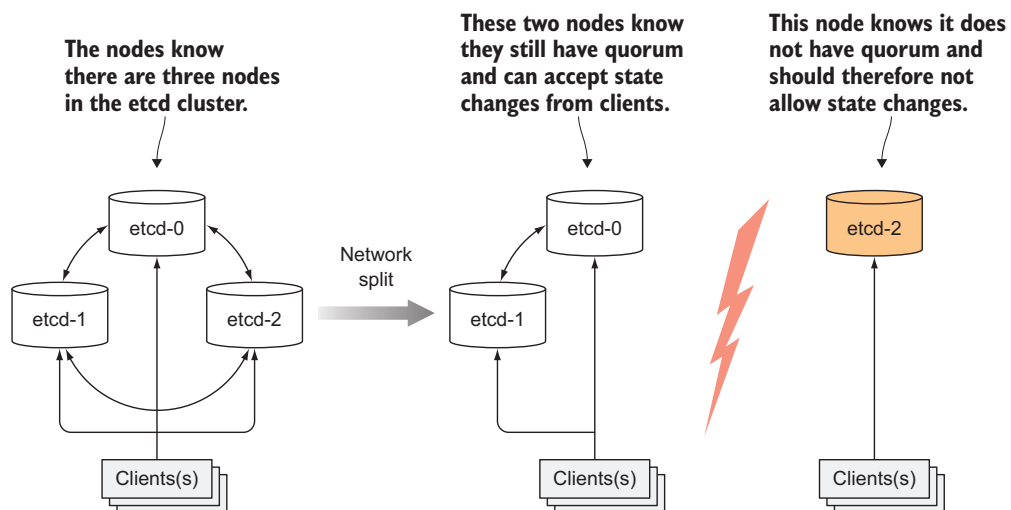 The nodes know
there are three nodes
in the etcd cluster.
These two nodes know
they still have quorum
and can accept state
changes from clients.
This node knows it does
not have quorum and
should therefore not
allow state changes.
etcd-0
etcd-1
etcd-2
Clients(s)
Network
split
etcd-0
etcd-1
Clients(s)
etcd-2
Clients(s)